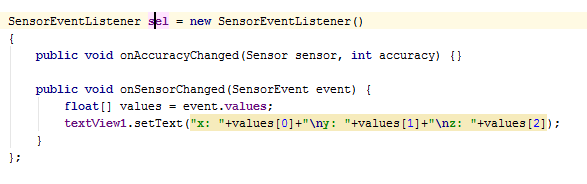 SensorEventListener sel = new SensorEventListener()
{
    public void onAccuracyChanged(Sensor sensor, int accuracy) {}

    public void onSensorChanged(SensorEvent event) {
        float[] values = event.values;
        textView1.setText("x: "+values[0]+"\ny: "+values[1]+"\nz: "+values[2]);
    }
};